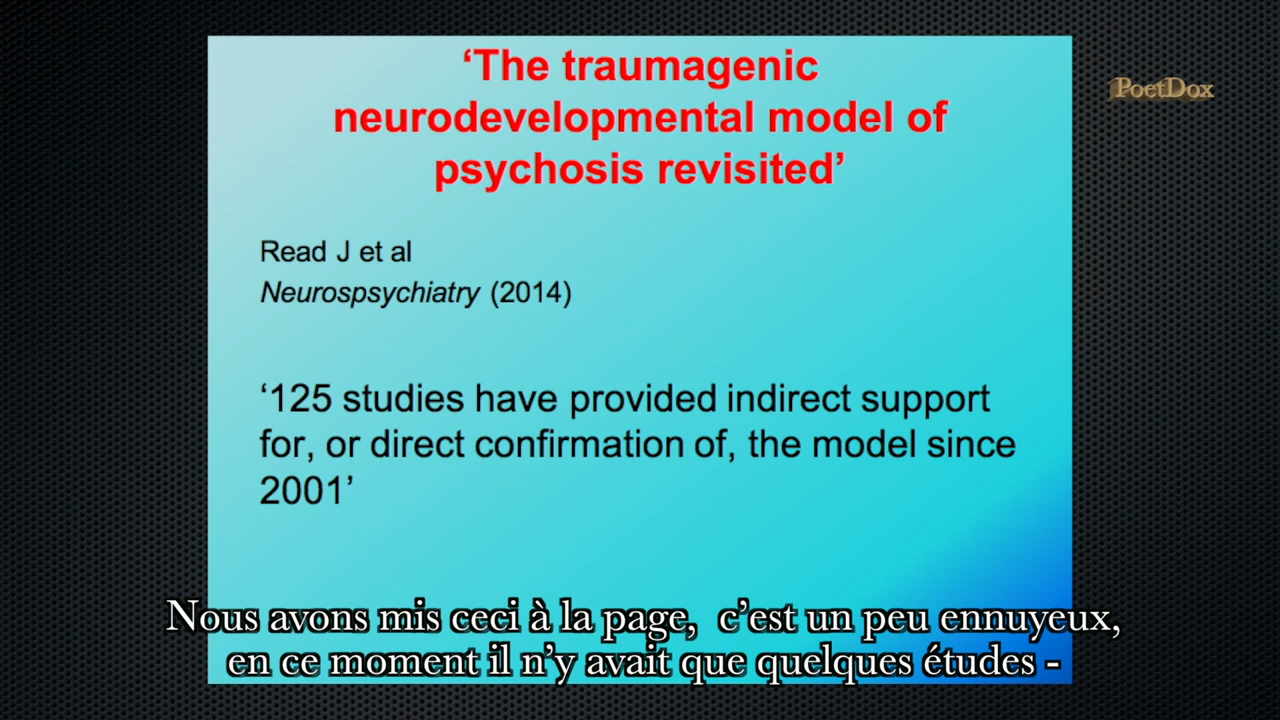 ‘The traumagenic
neurodevelopmental model of
psychosis revisited’
PoetDox
Read J et al
Neurospsychiatry (2014)
‘125 studies have provided indirect support
for, or direct confirmation of, the model since
2001’
Nous avons mis ceci à la page, c’est un peu ennuyeux,
en ce moment il n’y avait que quelques études -